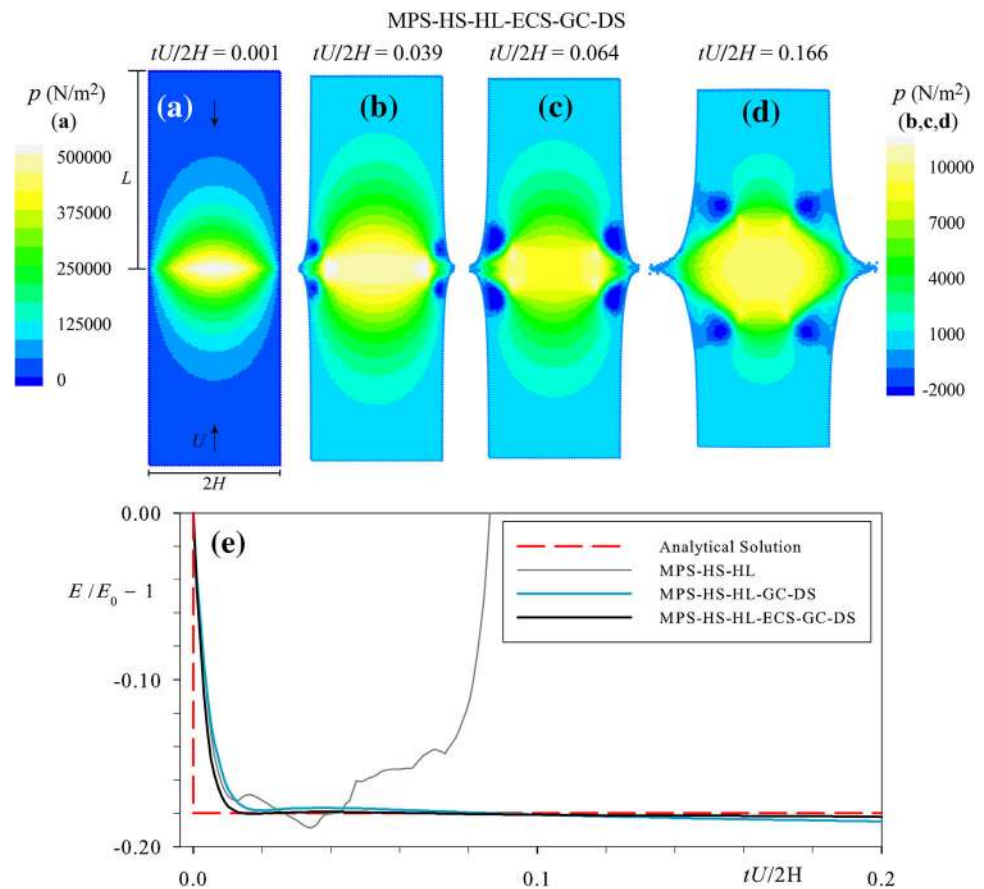 MPS-HS-HL-ECS-GC-DS
tU/2H = 0.001
tU/2H = 0.039
tU/2H = 0.064
tU/2H = 0.166
p (N/m²)
(a)
500000
375000
250000
125000
0
L
(a)
U
2H
(b)
(c)
(d)
p (N/m²)
(b,c,d)
10000
7000
4000
1000
-2000
0.00
E/E₀ − 1
-0.10
-0.20
(e)
Analytical Solution
MPS-HS-HL
MPS-HS-HL-GC-DS
MPS-HS-HL-ECS-GC-DS
0.0
0.1
tU/2H
0.2